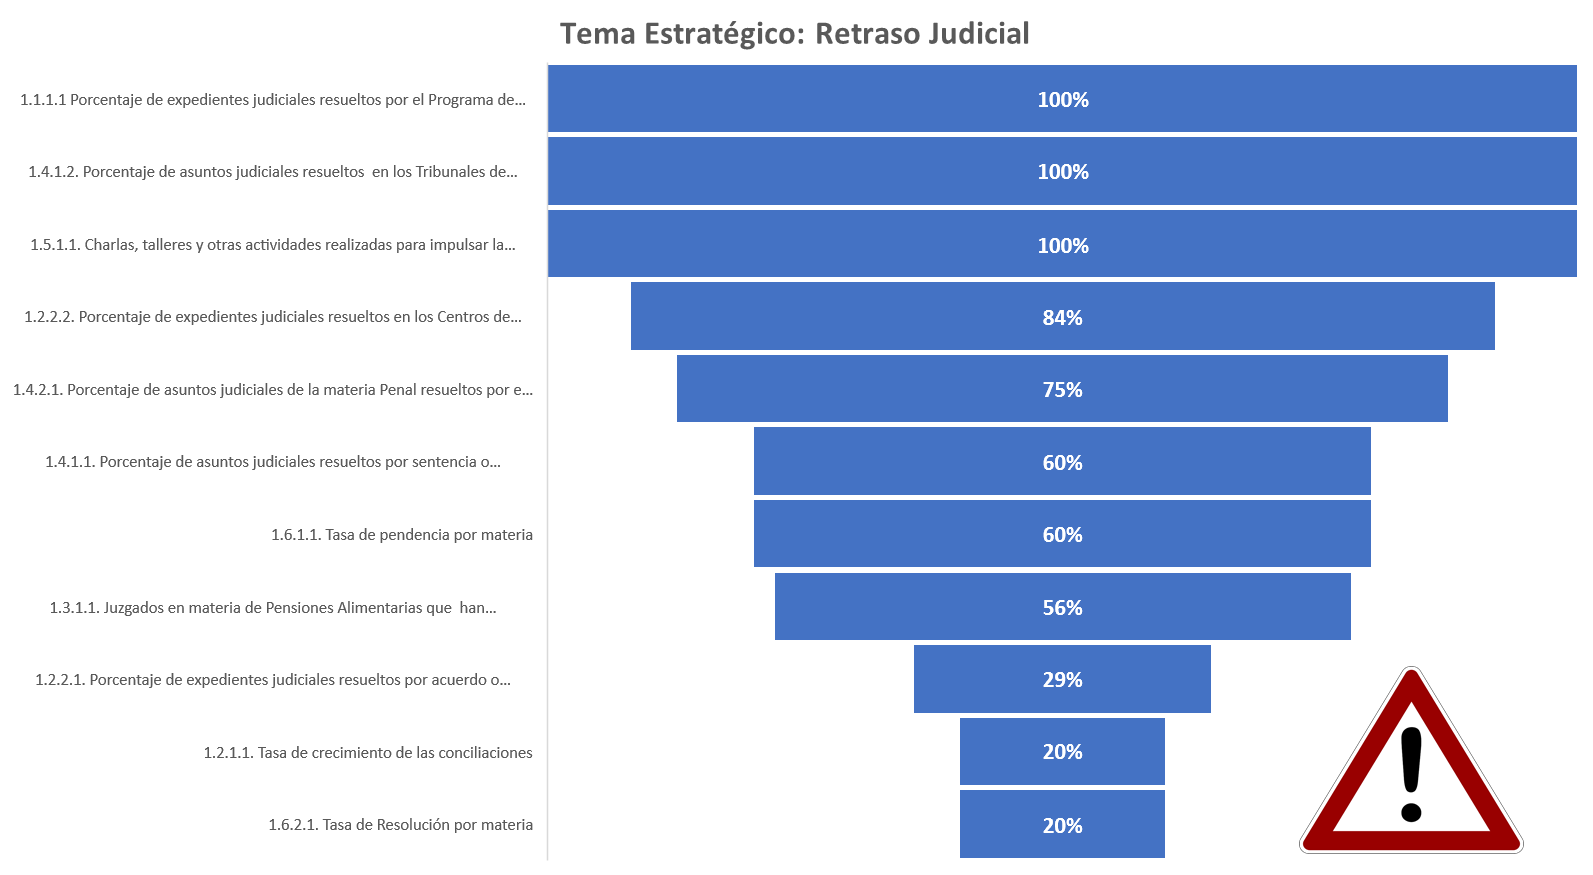 Tema Estratégico: Retraso Judicial
1.1.1.1 Porcentaje de expedientes judiciales resueltos por el Programa de... 100%
1.4.1.2. Porcentaje de asuntos judiciales resueltos  en los Tribunales de... 100%
1.5.1.1. Charlas, talleres y otras actividades realizadas para impulsar la... 100%
1.2.2.2. Porcentaje de expedientes judiciales resueltos en los Centros de... 84%
1.4.2.1. Porcentaje de asuntos judiciales de la materia Penal resueltos por e... 75%
1.4.1.1. Porcentaje de asuntos judiciales resueltos por sentencia o... 60%
1.6.1.1. Tasa de pendencia por materia 60%
1.3.1.1. Juzgados en materia de Pensiones Alimentarias que  han... 56%
1.2.2.1. Porcentaje de expedientes judiciales resueltos por acuerdo o... 29%
1.2.1.1. Tasa de crecimiento de las conciliaciones 20%
1.6.2.1. Tasa de Resolución por materia 20%
!